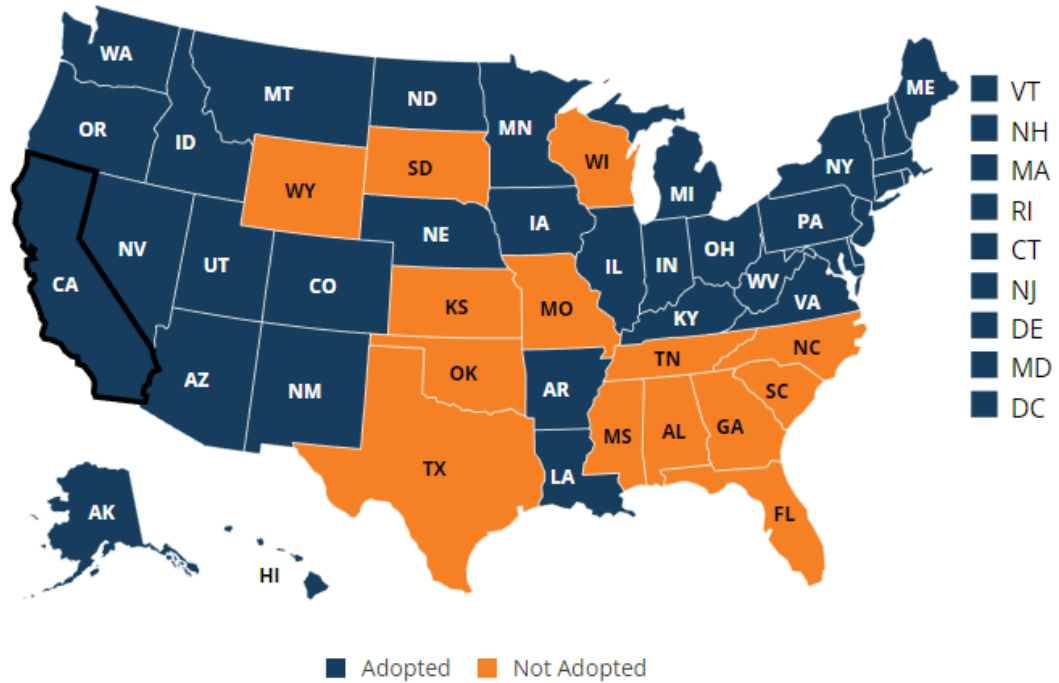 WA
MT
ND
MN
ME
VT
OR
ID
NH
WY
SD
WI
NY
MA
MI
RI
NV
NE
IA
PA
CT
CA
UT
CO
IL
IN
OH
WV
NJ
VA
KS
MO
KY
DE
AZ
NM
OK
AR
TN
NC
MD
SC
DC
TX
LA
MS
AL
GA
AK
FL
HI
Adopted
Not Adopted